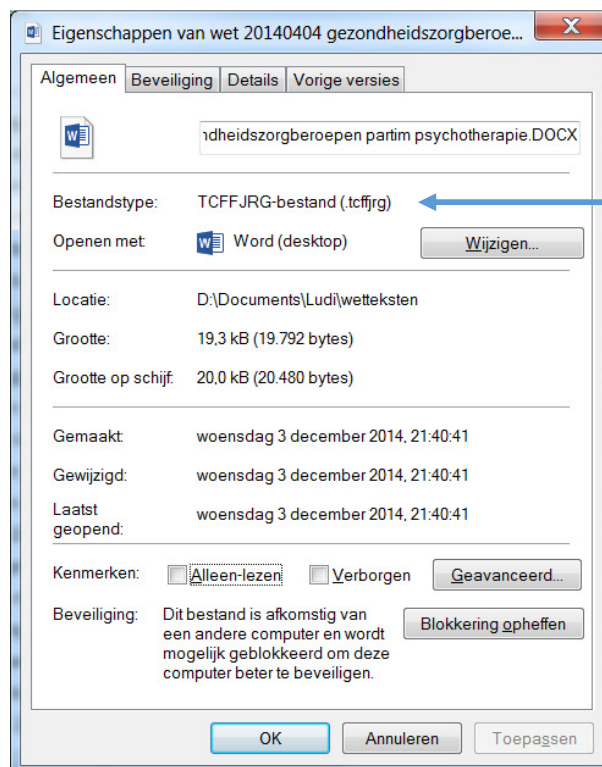 Eigenschappen van wet 20140404 gezondheidszorgberoe...
Algemeen Beveiliging Details Vorige versies
ndheidszorgberoepen partim psychotherapie.DOCX
Bestandstype: TCFFJRG-bestand (.tcffjrg)
Openen met: Word (desktop) Wijzigen...
Locatie: D:\Documents\Ludi\wetteksten
Grootte: 19,3 kB (19.792 bytes)
Grootte op schijf: 20,0 kB (20.480 bytes)
Gemaakt: woensdag 3 december 2014, 21:40:41
Gewijzigd: woensdag 3 december 2014, 21:40:41
Laatst
geopend: woensdag 3 december 2014, 21:40:41
Kenmerken: Alleen-lezen Verborgen Geavanceerd...
Beveiliging: Dit bestand is afkomstig van
een andere computer en wordt
mogelijk geblokkeerd om deze
computer beter te beveiligen.
Blokkering opheffen
OK Annuleren Toepassen